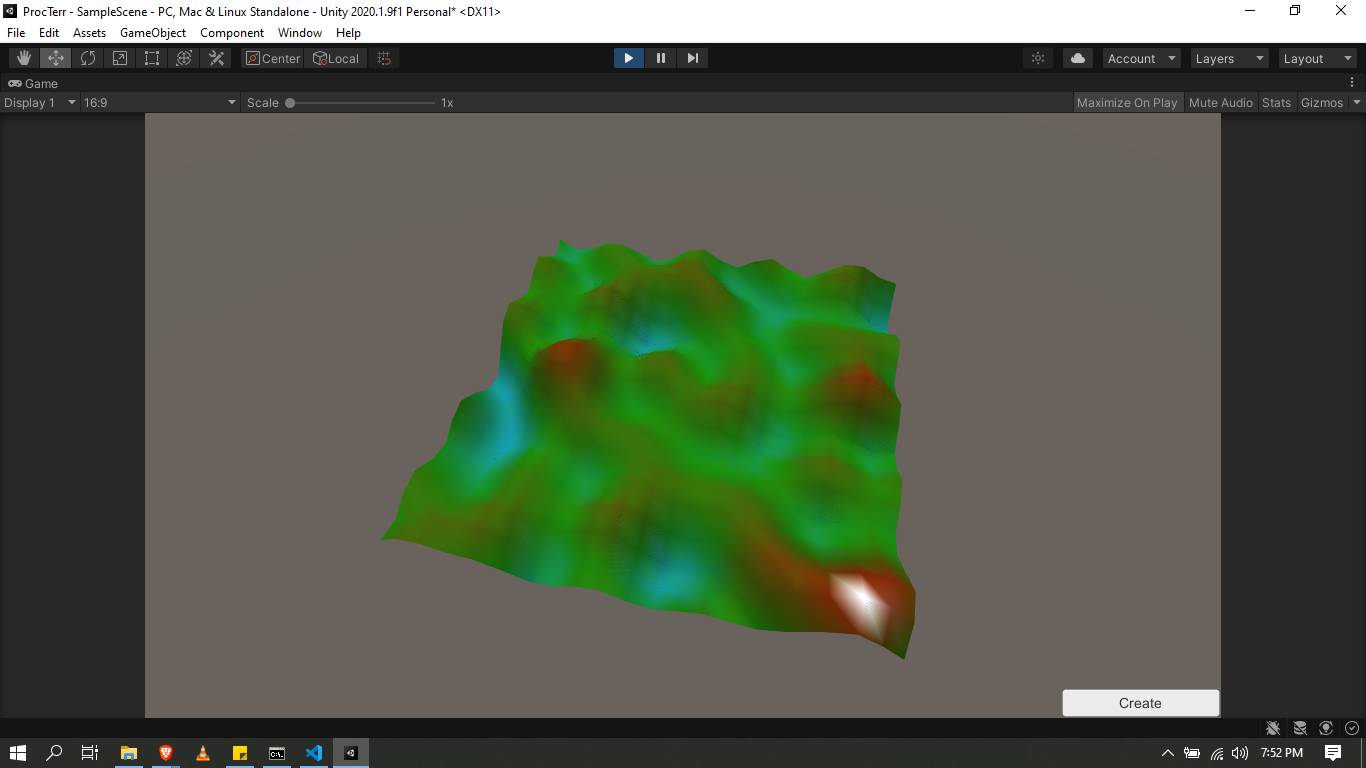 ProcTerr - SampleScene - PC, Mac & Linux Standalone - Unity 2020.1.9f1 Personal* <DX11>
File Edit Assets GameObject Component Window Help
Center Local Account Layers Layout
Game
Display 1 16:9 Scale 1x Maximize On Play Mute Audio Stats Gizmos
Create
7:52 PM